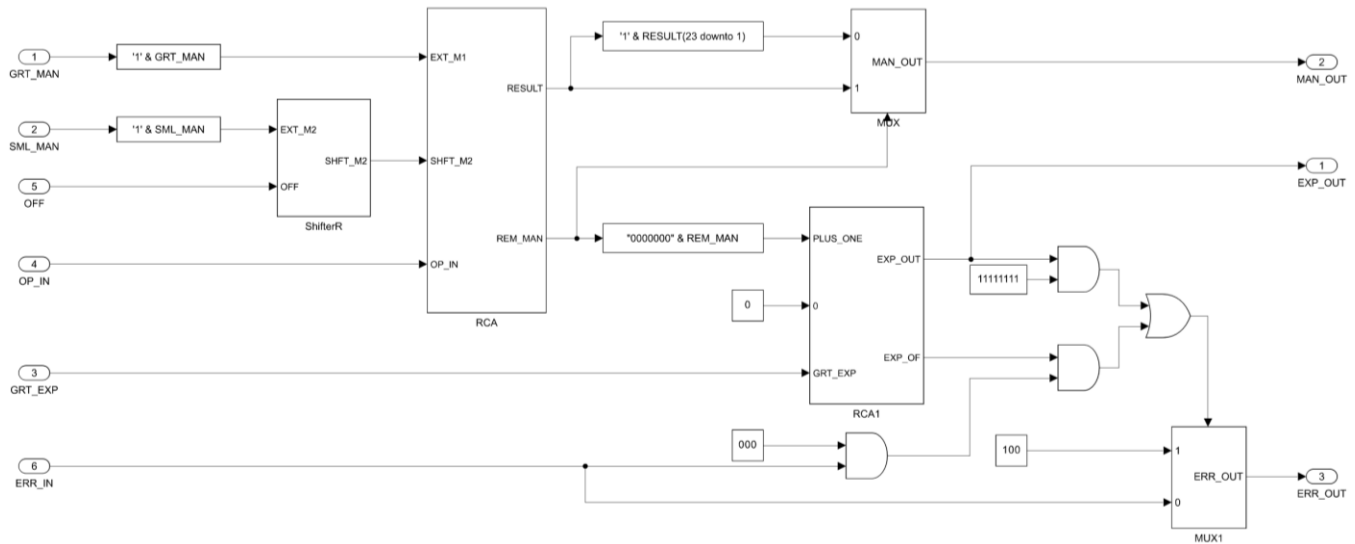 1
GRT_MAN
'1' & GRT_MAN
2
SML_MAN
'1' & SML_MAN
5
OFF
EXT_M2
OFF
SHFT_M2
ShifterR
4
OP_IN
EXT_M1
SHFT_M2
OP_IN
RESULT
REM_MAN
RCA
'1' & RESULT(23 downto 1)
0
1
MAN_OUT
MUX
2
MAN_OUT
1
EXP_OUT
"0000000" & REM_MAN
0
PLUS_ONE
0
GRT_EXP
EXP_OUT
EXP_OF
RCA1
11111111
3
GRT_EXP
000
100
6
ERR_IN
1
0
ERR_OUT
MUX1
3
ERR_OUT